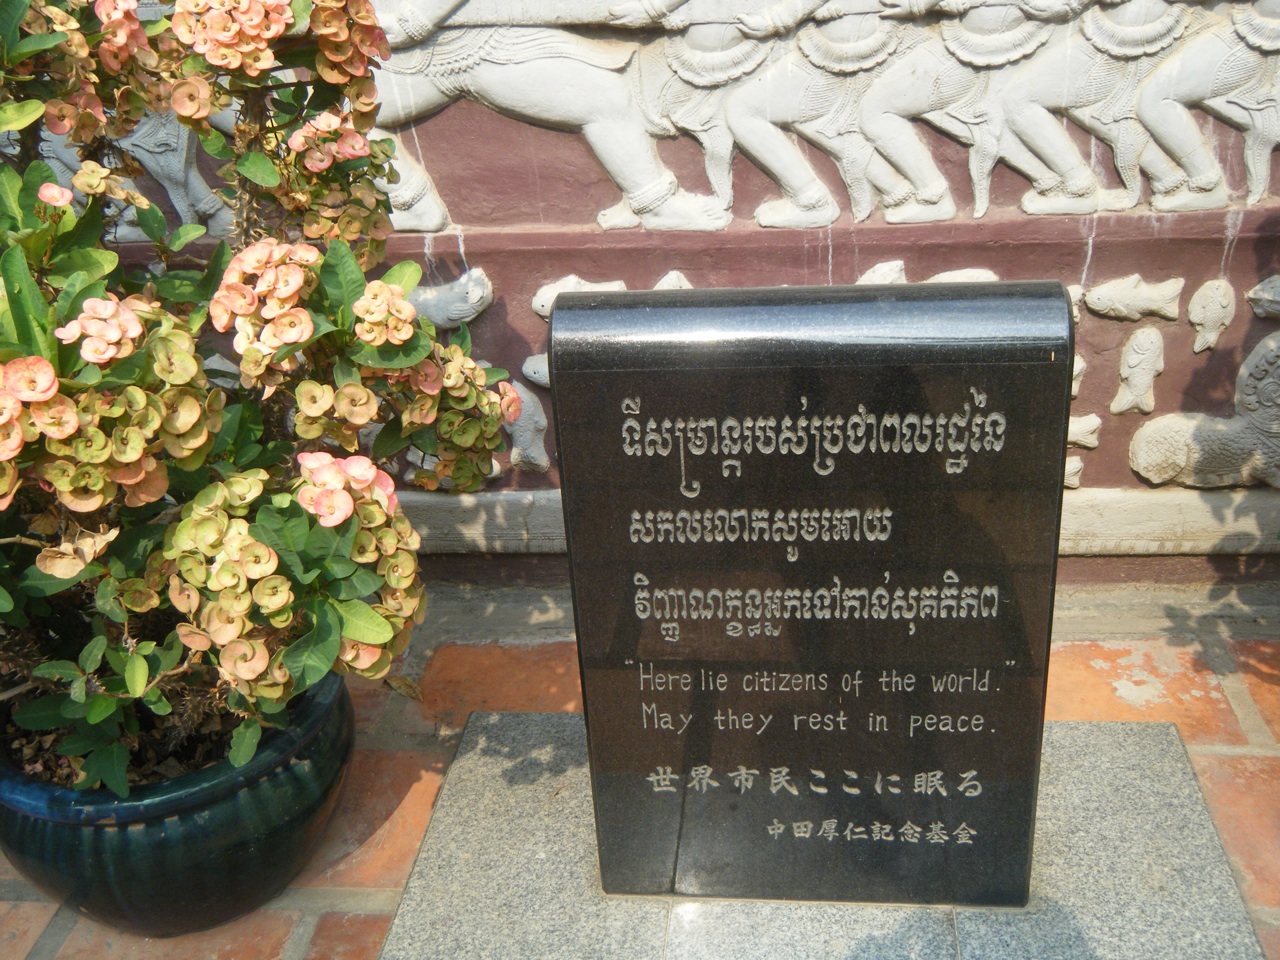 ទីសម្រាន្តរបស់ប្រជាពលរដ្ឋនៃ
សកលលោកសូមអោយ
វិញ្ញាណក្ខន្ធអ្នកទៅកាន់សុគតិភព
"Here lie citizens of the world."
May they rest in peace.
世界市民ここに眠る
中田厚仁記念基金